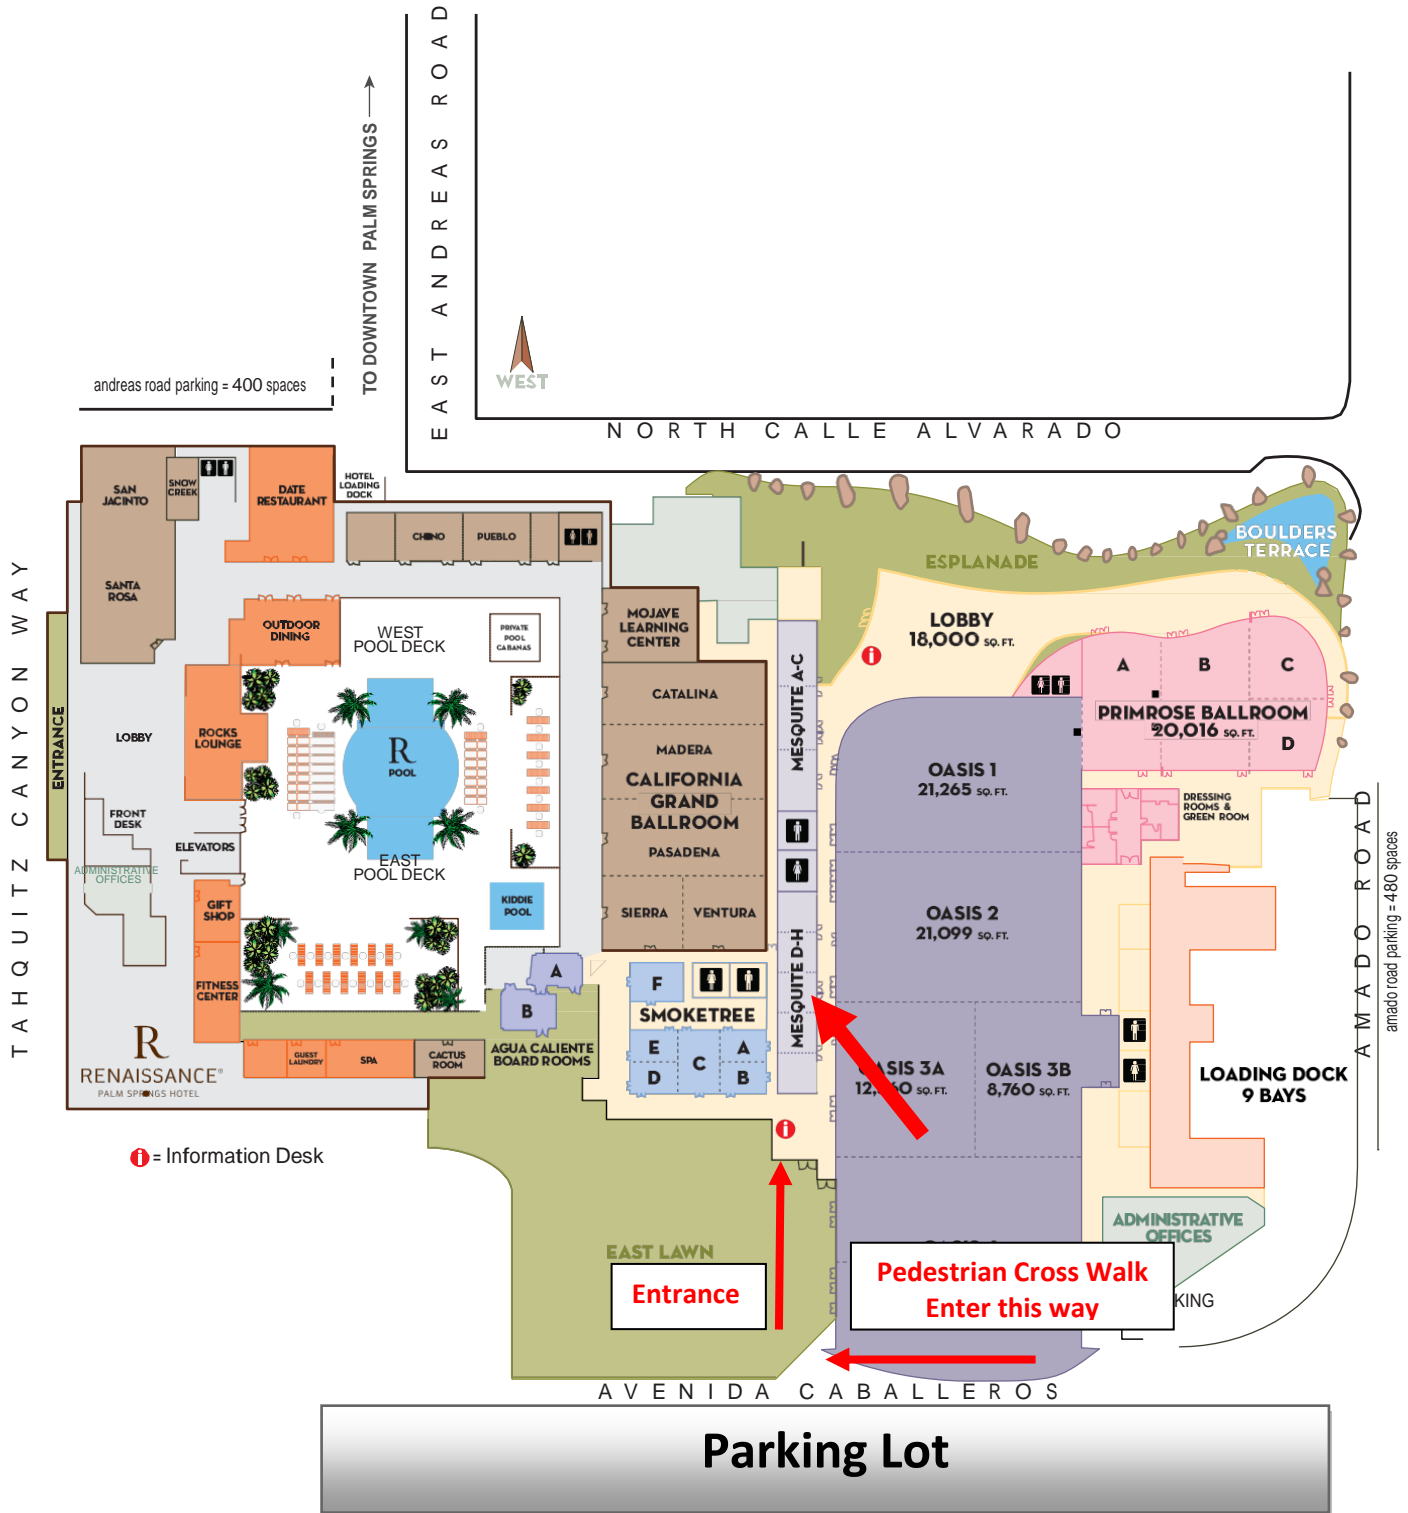 EAST ANDREAS ROAD
TO DOWNTOWN PALM SPRINGS
WEST
andreas road parking = 400 spaces
NORTH CALLE ALVARADO
SAN
JACINTO
SNOW
CREEK
DATE
RESTAURANT
HOTEL
LOADING
DOCK
CHINO
PUEBLO
BOULDERS
TERRACE
ESPLANADE
SANTA
ROSA
OUTDOOR
DINING
WEST
POOL DECK
PRIVATE
POOL
CABANAS
MOJAVE
LEARNING
CENTER
LOBBY
18,000 SQ. FT.
TAHQUITZ CANYON WAY
ENTRANCE
LOBBY
ROCKS
LOUNGE
R
POOL
CATALINA
MADERA
CALIFORNIA
GRAND
BALLROOM
PASADENA
SIERRA
VENTURA
MESQUITE A-C
A
B
C
PRIMROSE BALLROOM
20,016 SQ. FT.
D
OASIS 1
21,265 SQ. FT.
DRESSING
ROOMS &
GREEN ROOM
FRONT
DESK
ELEVATORS
ADMINISTRATIVE
OFFICES
EAST
POOL DECK
KIDDIE
POOL
GIFT
SHOP
FITNESS
CENTER
OASIS 2
21,099 SQ. FT.
MESQUITE D-H
AMADO ROAD
amado road parking = 480 spaces
A
B
F
SMOKETREE
E
D
C
A
B
AGUA CALIENTE
BOARD ROOMS
GUEST
LAUNDRY
SPA
CACTUS
ROOM
R
RENAISSANCE®
PALM SPRINGS HOTEL
OASIS 3B
8,760 SQ. FT.
OASIS 3A
SQ. FT.
LOADING DOCK
9 BAYS
i = Information Desk
EAST LAWN
Entrance
ADMINISTRATIVE
OFFICES
Pedestrian Cross Walk
Enter this way
KING
AVENIDA CABALLEROS
Parking Lot